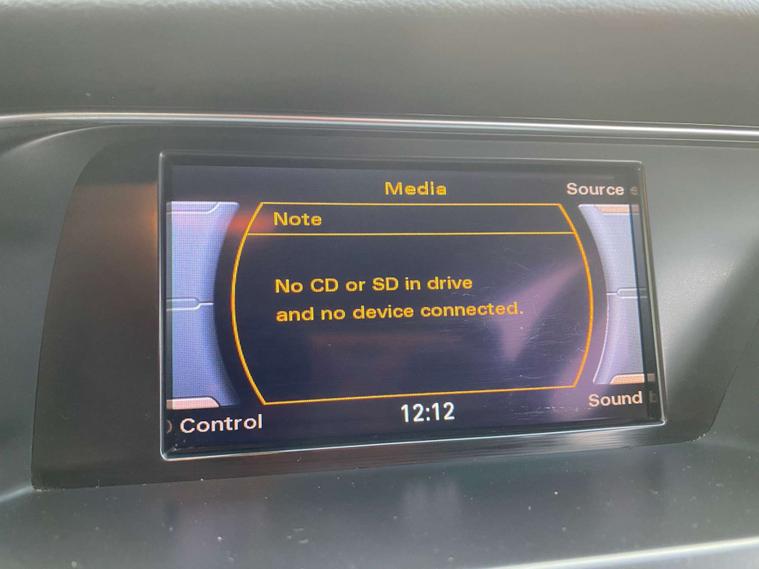 Media
Source
Note
No CD or SD in drive
and no device connected.
Control
12:12
Sound